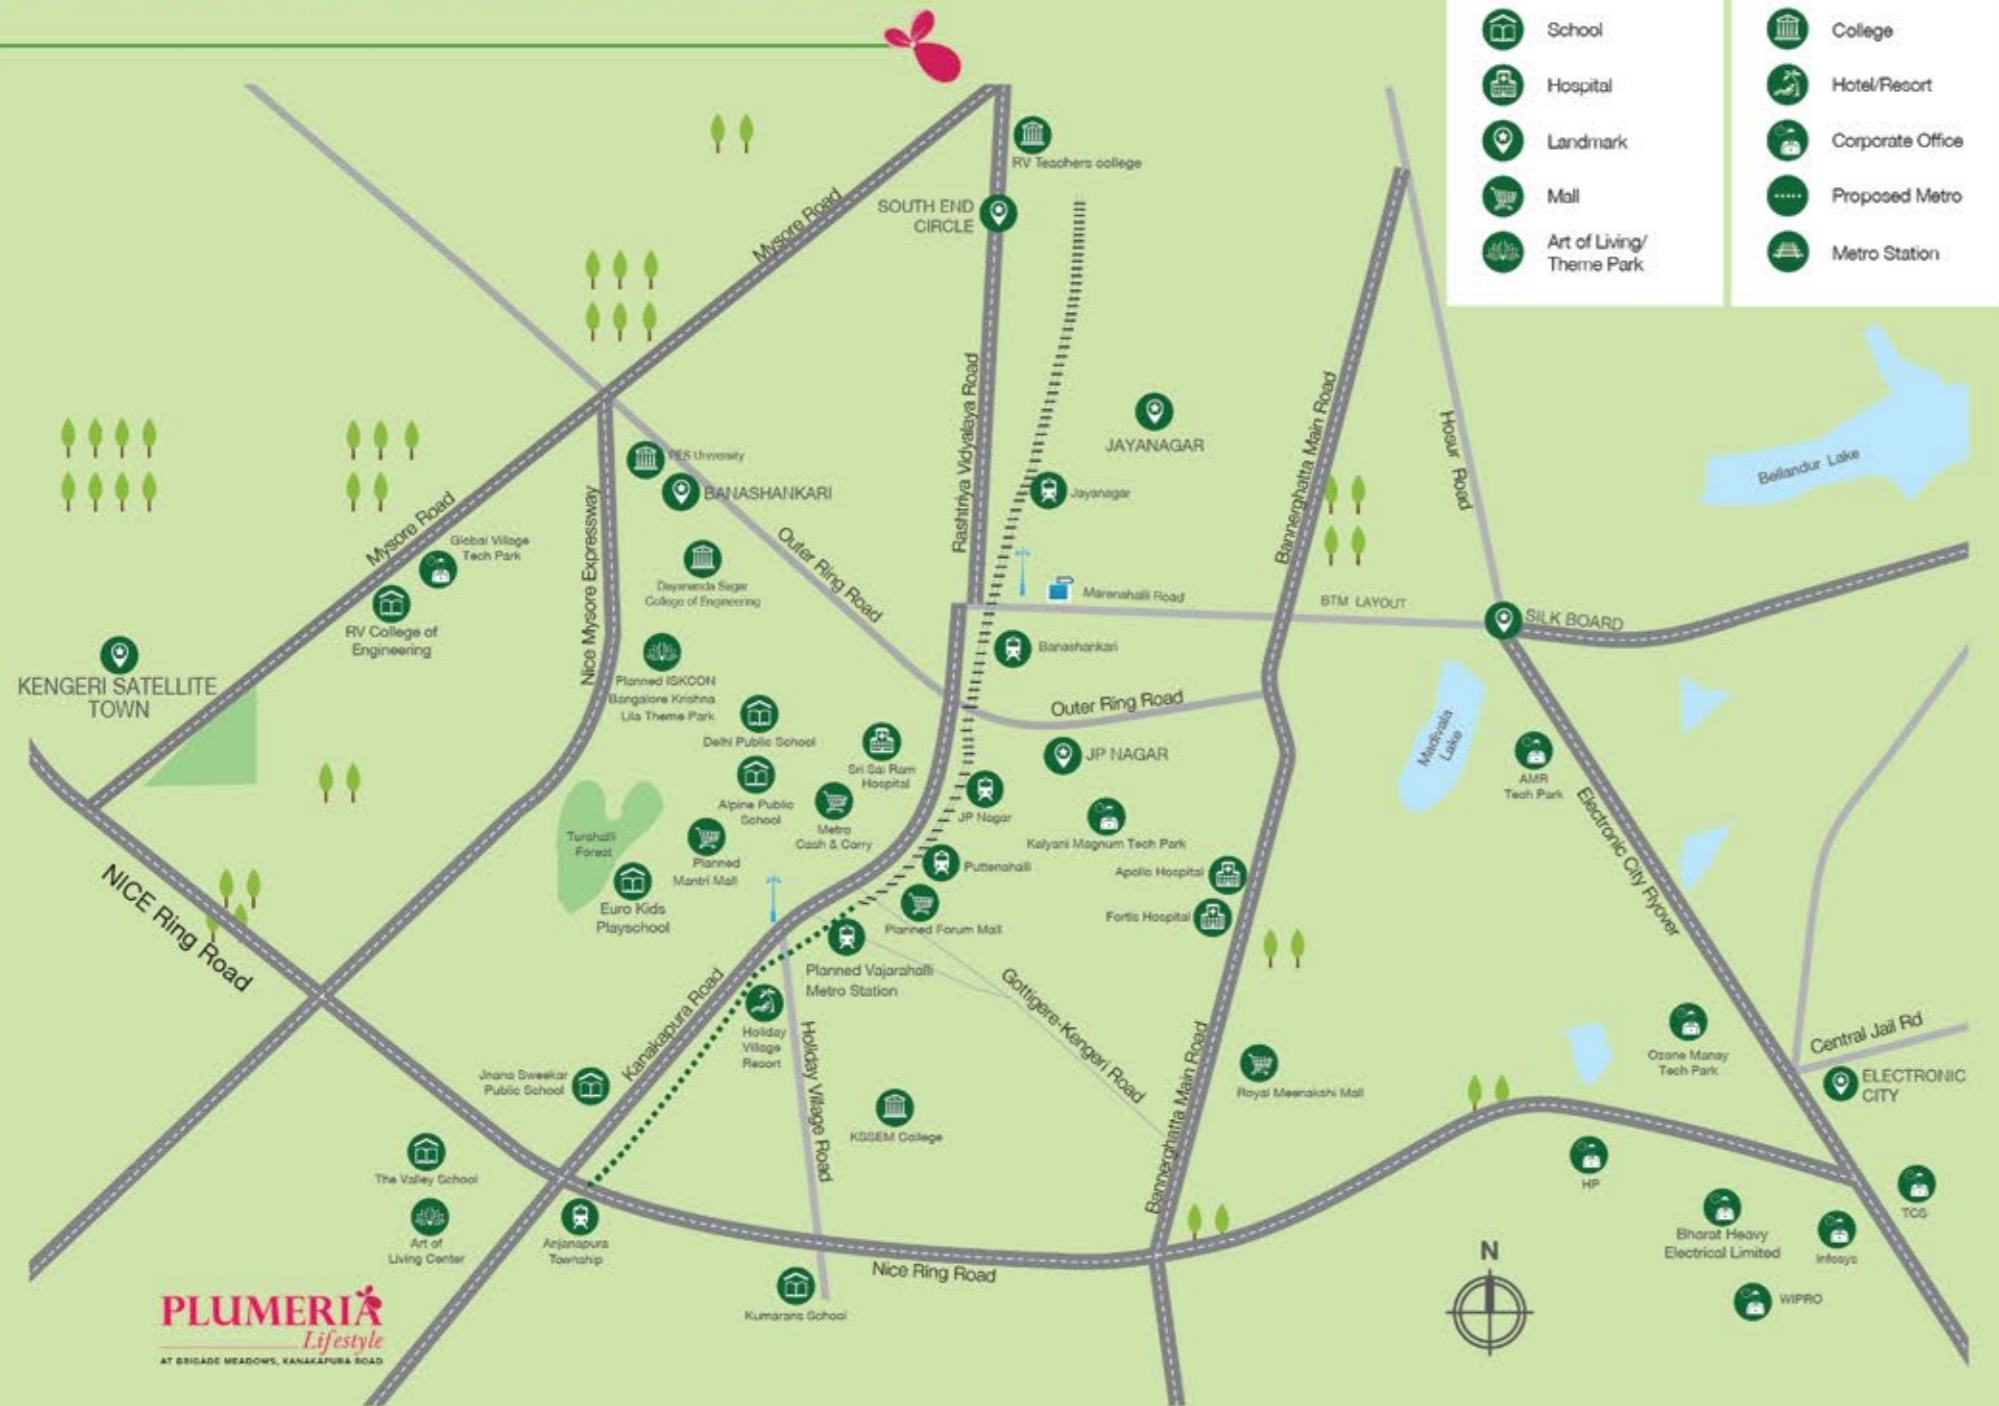 School
Hospital
Landmark
Mall
Art of Living/
Theme Park
College
Hotel/Resort
Corporate Office
Proposed Metro
Metro Station
RV Teachers college
SOUTH END
CIRCLE
Mysore Road
Rashtriya Vidyalaya Road
JAYANAGAR
Jayanagar
Bannerghatta Main Road
Hosur Road
Bellandur Lake
PES University
BANASHANKARI
Mysore Road
Global Village
Tech Park
Nice Mysore Expressway
Outer Ring Road
Dayananda Sagar
College of Engineering
Marenahalli Road
BTM LAYOUT
SILK BOARD
RV College of
Engineering
KENGERI SATELLITE
TOWN
Planned ISKCON
Bangalore Krishna
Lila Theme Park
Banashankari
Outer Ring Road
Delhi Public School
Sri Sai Ram
Hospital
JP NAGAR
Madivala
Lake
AMR
Tech Park
Alpine Public
School
Metro
Cash & Carry
JP Nagar
Kalyani Magnum Tech Park
Electronic City Flyover
Turahalli
Forest
Planned
Mantri Mall
Puttenahalli
Apollo Hospital
Euro Kids
Playschool
Planned Forum Mall
Fortis Hospital
NICE Ring Road
Planned Vajarahalli
Metro Station
Gottigere-Kengeri Road
Kanakapura Road
Holiday
Village
Resort
Holiday Village Road
Bannerghatta Main Road
Royal Meenakshi Mall
Ozone Manay
Tech Park
Central Jail Rd
ELECTRONIC
CITY
Jnana Sweekar
Public School
KSSEM College
The Valley School
HP
TCS
Art of
Living Center
Anjanapura
Township
Bharat Heavy
Electrical Limited
Infosys
Nice Ring Road
Kumarans School
WIPRO
N
PLUMERIA
Lifestyle
AT BRIGADE MEADOWS, KANAKAPURA ROAD